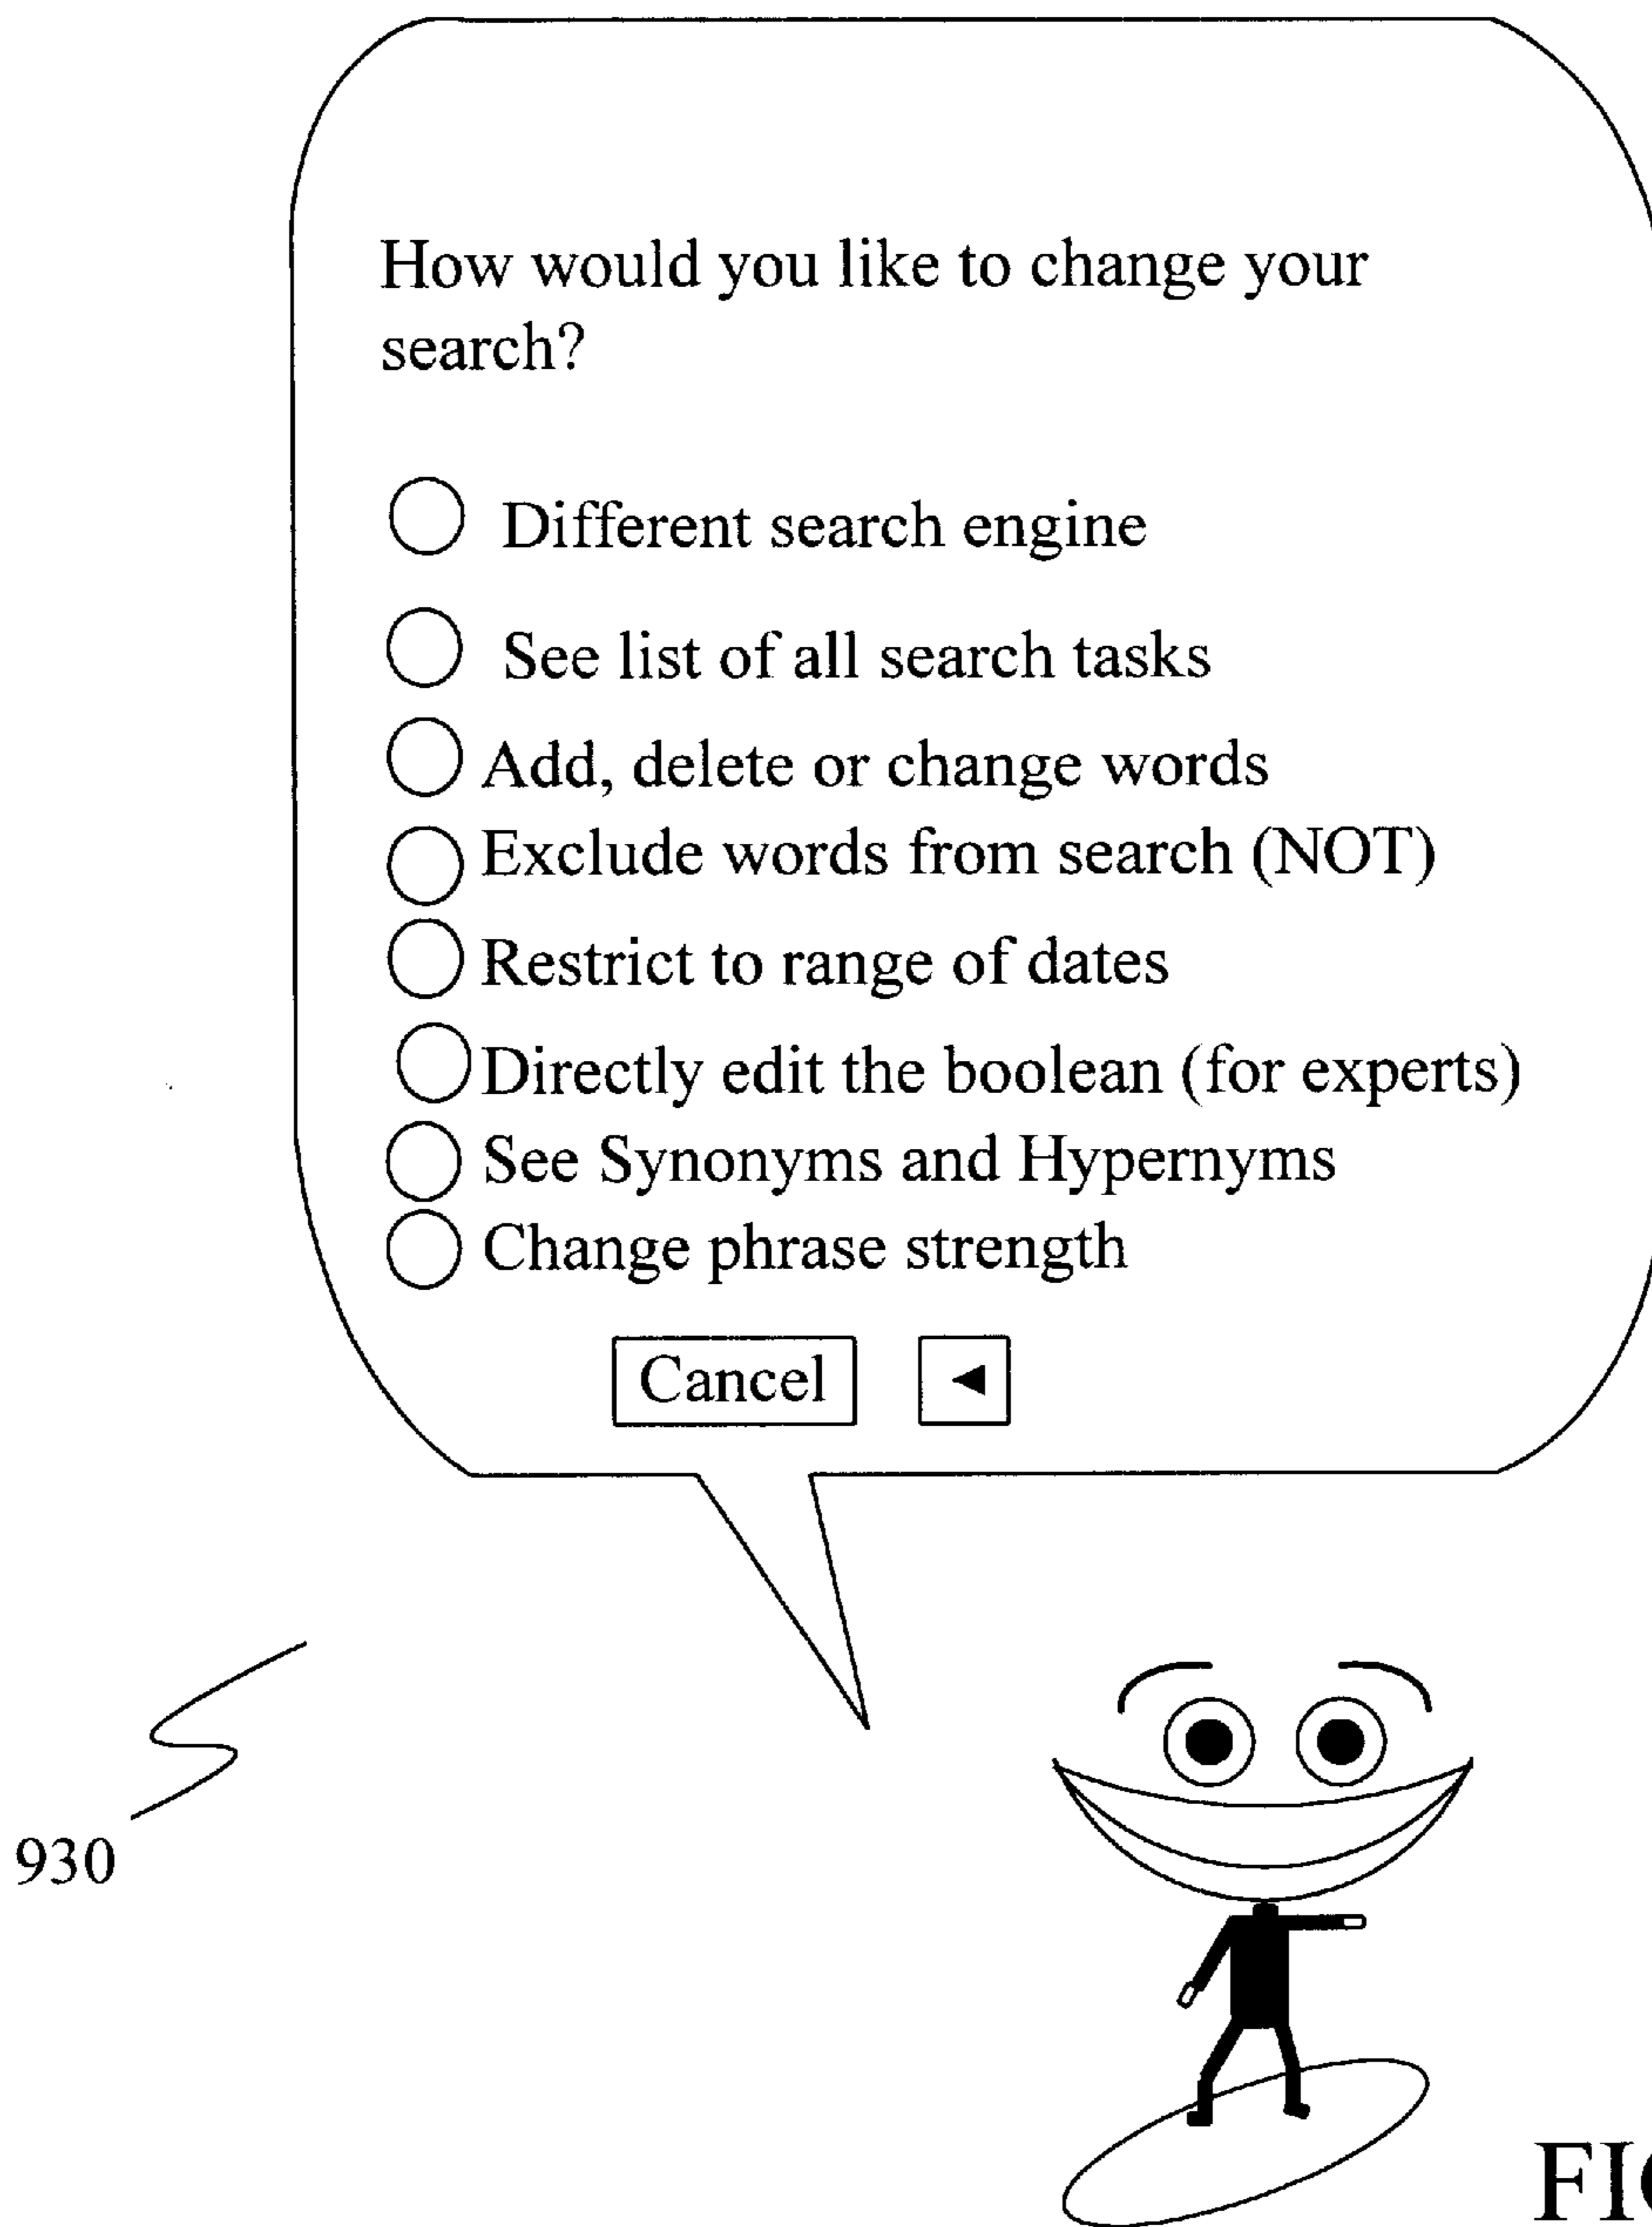 How would you like to change your
search?
Different search engine
See list of all search tasks
Add, delete or change words
Exclude words from search (NOT)
Restrict to range of dates
Directly edit the boolean (for experts)
See Synonyms and Hypernyms
Change phrase strength
Cancel
930